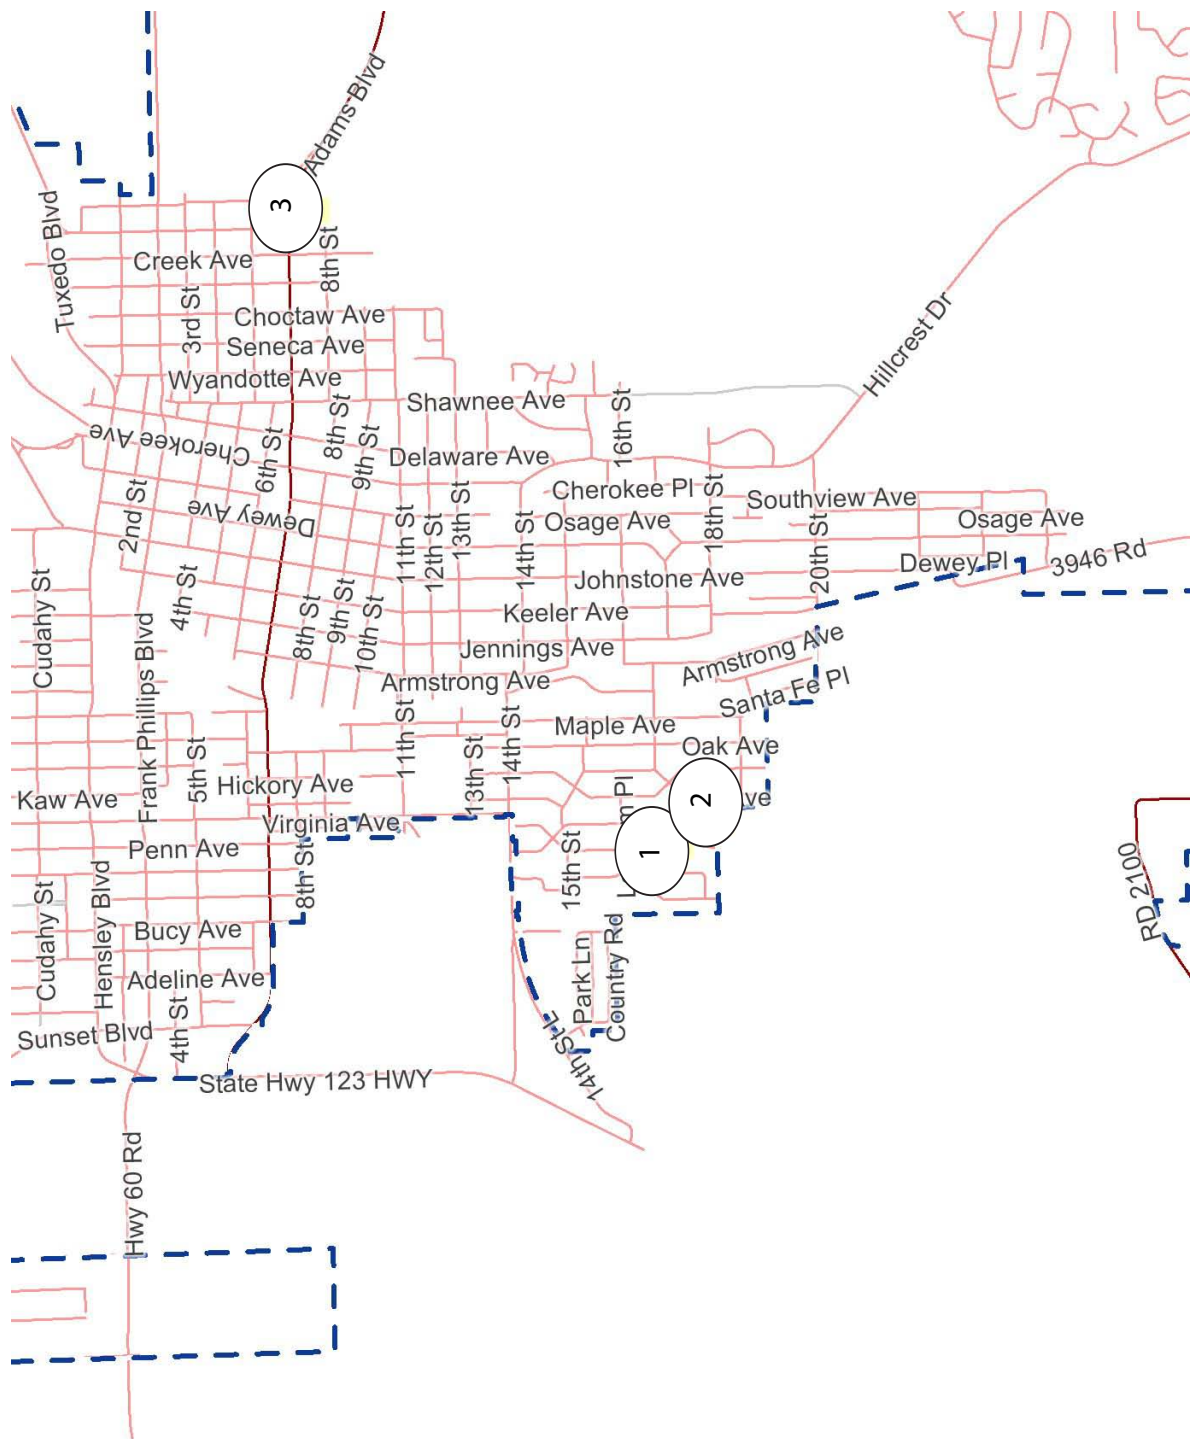 Adams Blvd
3
Tuxedo Blvd
8th St
Creek Ave
3rd St
Choctaw Ave
Seneca Ave
Hillcrest Dr
Wyandotte Ave
Shawnee Ave
16th St
8th St
9th St
6th St
Cherokee Ave
Delaware Ave
Cherokee Pl
18th St
Southview Ave
2nd St
Dewey Ave
11th St
12th St
13th St
14th St
Osage Ave
Osage Ave
20th St
Dewey Pl
3946 Rd
Johnstone Ave
Cudahy St
4th St
8th St
9th St
10th St
Keeler Ave
Jennings Ave
Armstrong Ave
Armstrong Ave
Santa Fe Pl
Frank Phillips Blvd
5th St
11th St
14th St
13th St
Maple Ave
Oak Ave
Hickory Ave
Kaw Ave
2
ve
m Pl
Virginia Ave
1
L
15th St
Penn Ave
8th St
RD 2100
Cudahy St
Hensley Blvd
Bucy Ave
Park Ln
Country Rd
Adeline Ave
4th St
Sunset Blvd
14th St L
State Hwy 123 HWY
Hwy 60 Rd